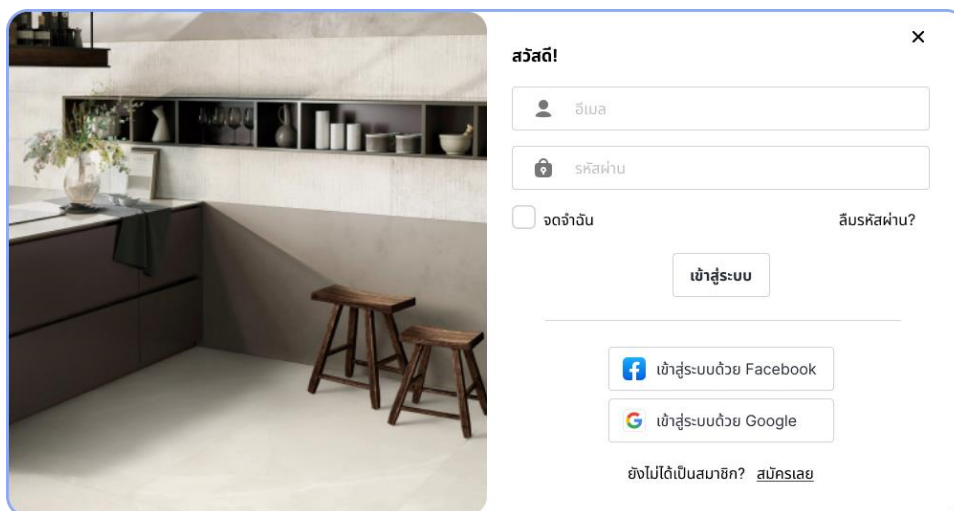 สวัสดี!
อีเมล
รหัสผ่าน
จดจำฉัน ลืมรหัสผ่าน?
เข้าสู่ระบบ
เข้าสู่ระบบด้วย Facebook
เข้าสู่ระบบด้วย Google
ยังไม่ได้เป็นสมาชิก? สมัครเลย